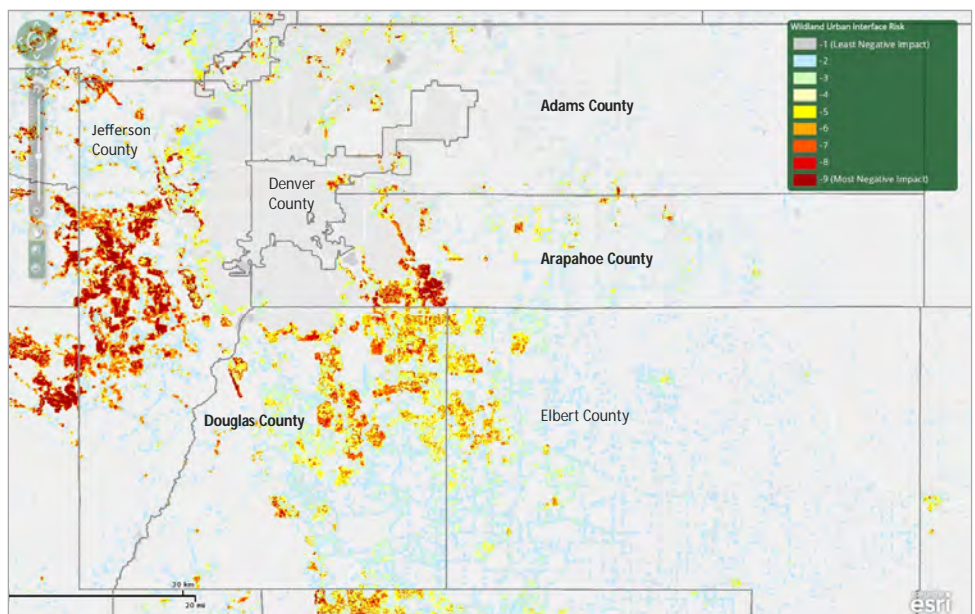 Wildland Urban Interface Risk
-1 (Least Negative Impact)
-2
-3
-4
-5
-6
-7
-8
-9 (Most Negative Impact)
Adams County
Jefferson
County
Denver
County
Arapahoe County
Douglas County
Elbert County
30 km
20 mi
esri